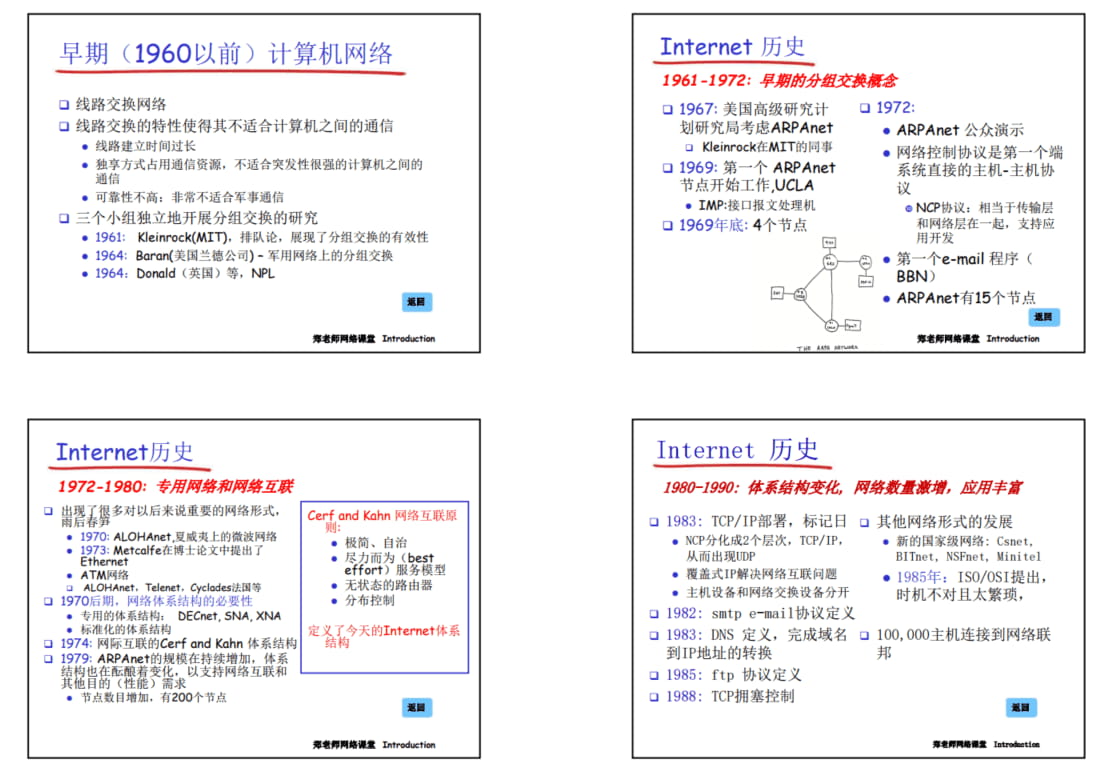 早期（1960以前）计算机网络
线路交换网络
线路交换的特性使得其不适合计算机之间的通信
线路建立时间过长
独享方式占用通信资源，不适合突发性很强的计算机之间的
通信
可靠性不高：非常不适合军事通信
三个小组独立地开展分组交换的研究
1961: Kleinrock(MIT)，排队论，展现了分组交换的有效性
1964: Baran(美国兰德公司) – 军用网络上的分组交换
1964：Donald（英国）等，NPL
返回
郑老师网络课堂 Introduction
Internet 历史
1961-1972: 早期的分组交换概念
1967: 美国高级研究计
划研究局考虑ARPAnet
Kleinrock在MIT的同事
1969: 第一个 ARPAnet
节点开始工作,UCLA
IMP:接口报文处理机
1969年底: 4个节点
THE ARPA NETWORK
1972:
ARPAnet 公众演示
网络控制协议是第一个端
系统直接的主机-主机协
议
NCP协议：相当于传输层
和网络层在一起，支持应
用开发
第一个e-mail 程序（
BBN）
ARPAnet有15个节点
返回
郑老师网络课堂 Introduction
Internet历史
1972-1980: 专用网络和网络互联
出现了很多对以后来说重要的网络形式，
雨后春笋
1970: ALOHAnet,夏威夷上的微波网络
1973: Metcalfe在博士论文中提出了
Ethernet
ATM网络
ALOHAnet，Telenet，Cyclades法国等
1970后期，网络体系结构的必要性
专用的体系结构： DECnet, SNA, XNA
标准化的体系结构
1974: 网际互联的Cerf and Kahn 体系结构
1979: ARPAnet的规模在持续增加，体系
结构也在酝酿着变化，以支持网络互联和
其他目的（性能）需求
节点数目增加，有200个节点
Cerf and Kahn 网络互联原
则:
极简、自治
尽力而为（best
effort）服务模型
无状态的路由器
分布控制
定义了今天的Internet体系
结构
返回
郑老师网络课堂 Introduction
Internet 历史
1980-1990: 体系结构变化, 网络数量激增，应用丰富
1983: TCP/IP部署，标记日
NCP分化成2个层次，TCP/IP，
从而出现UDP
覆盖式IP解决网络互联问题
主机设备和网络交换设备分开
1982: smtp e-mail协议定义
1983: DNS 定义，完成域名
到IP地址的转换
1985: ftp 协议定义
1988: TCP拥塞控制
其他网络形式的发展
新的国家级网络: Csnet,
BITnet, NSFnet, Minitel
1985年：ISO/OSI提出，
时机不对且太繁琐，
100,000主机连接到网络联
邦
返回
郑老师网络课堂 Introduction